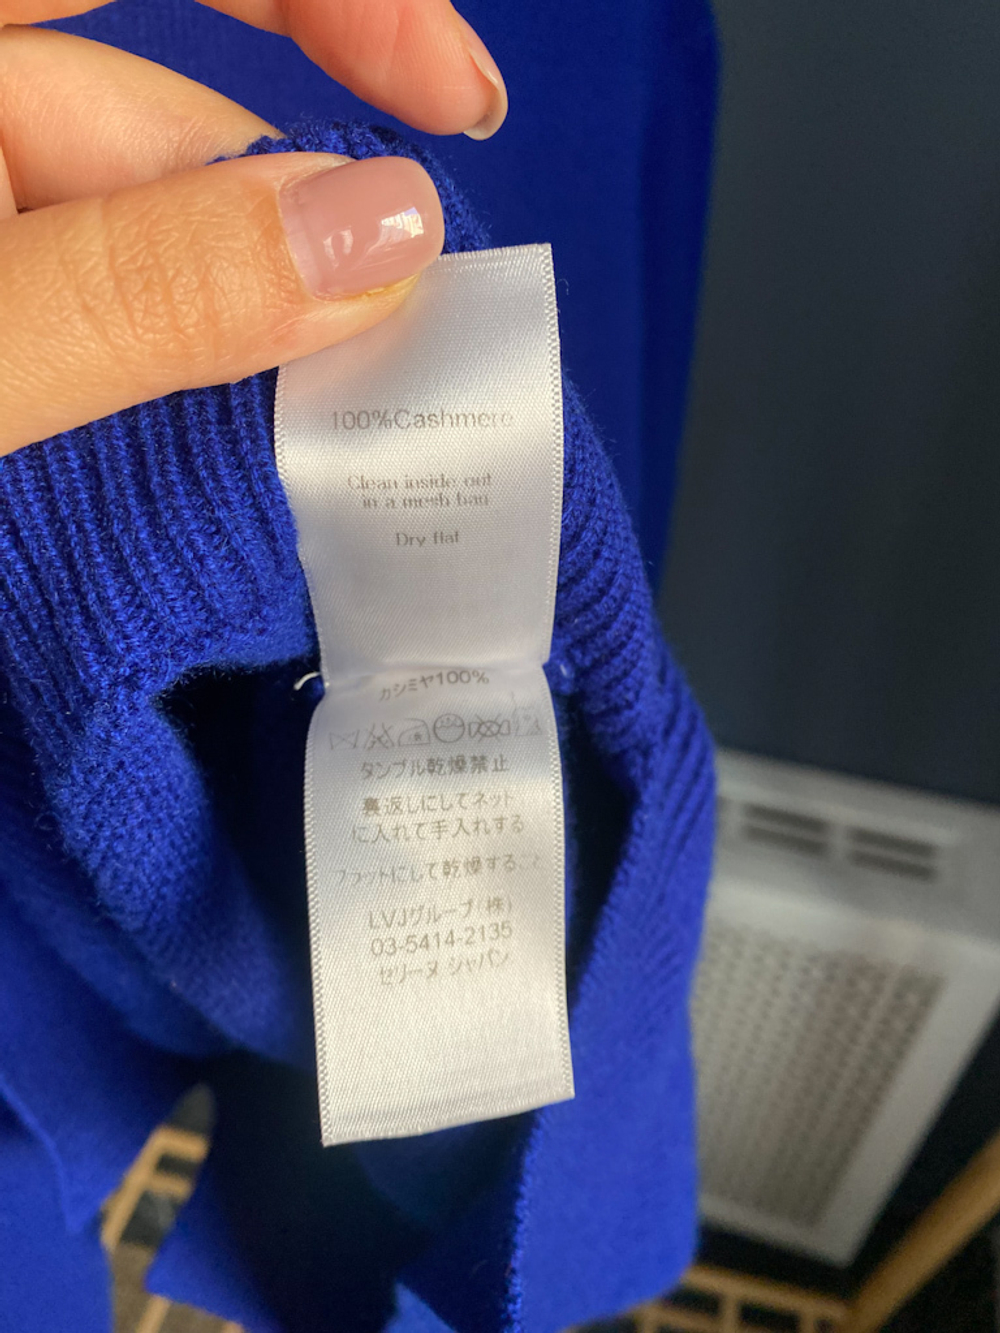 100%Cashmere
Clean inside out
in a mesh bag
Dry flat
カシミヤ100%
タンブル乾燥禁止
裏返しにしてネット
に入れて手入れする
フラットにして乾燥すること
LVJグループ(株)
03-5414-2135
セリーヌ ジャパン